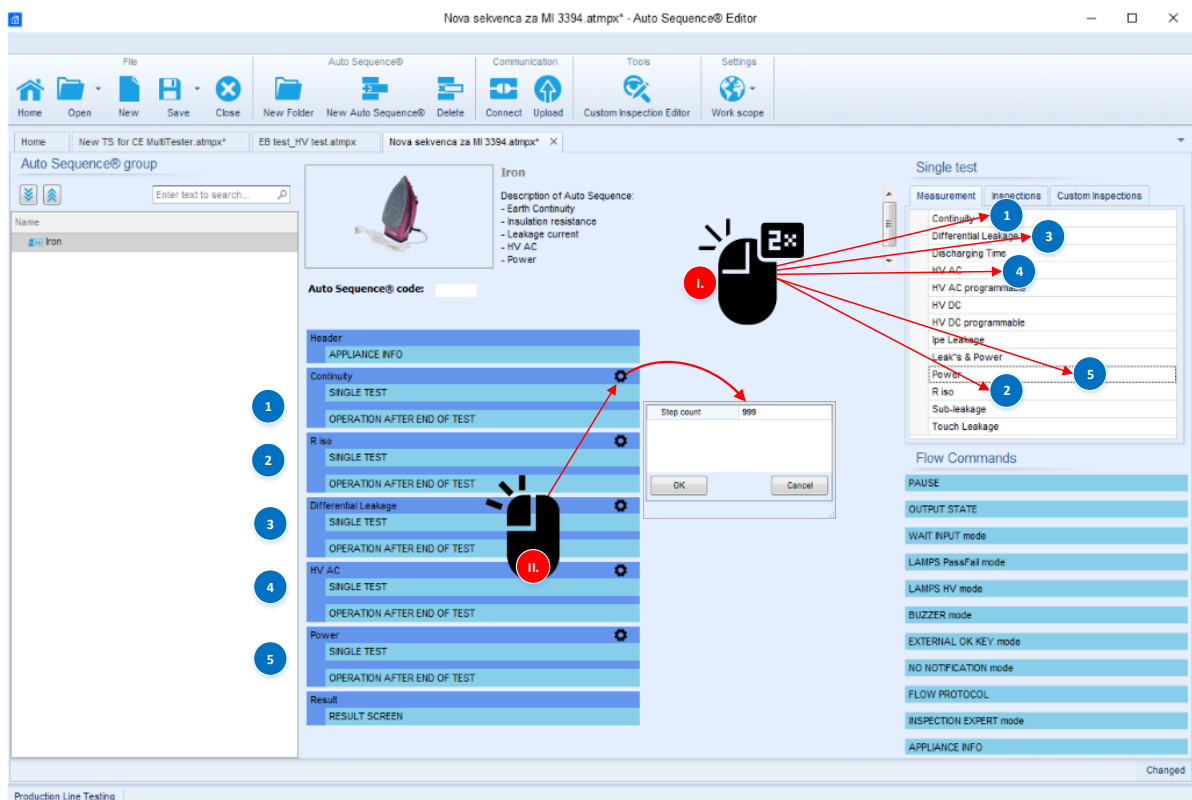 Nova sekvenca za MI 3394.atmpx* - Auto Sequence® Editor
File
Auto Sequence®
Communication
Tools
Settings
Home
Open
New
Save
Close
New Folder
New Auto Sequence®
Delete
Connect
Upload
Custom Inspection Editor
Work scope
Home
New TS for CE MultiTester.atmpx*
EB test_HV test.atmpx
Nova sekvenca za MI 3394.atmpx*
Auto Sequence® group
Enter text to search...
Name
Iron
Iron
Description of Auto Sequence:
- Earth Continuity
- Insulation resistance
- Leakage current
- HV AC
- Power
Auto Sequence® code:
Header
APPLIANCE INFO
1
Continuity
SINGLE TEST
OPERATION AFTER END OF TEST
2
R iso
SINGLE TEST
OPERATION AFTER END OF TEST
3
Differential Leakage
SINGLE TEST
OPERATION AFTER END OF TEST
4
HV AC
SINGLE TEST
OPERATION AFTER END OF TEST
5
Power
SINGLE TEST
OPERATION AFTER END OF TEST
Result
RESULT SCREEN
I.
2x
II.
Step count 999
OK
Cancel
Single test
Measurement
Inspections
Custom Inspections
Continuity
1
Differential Leakage
3
Discharging Time
HV AC
4
HV AC programmable
HV DC
HV DC programmable
Ipe Leakage
Leak"s & Power
Power
5
R iso
2
Sub-leakage
Touch Leakage
Flow Commands
PAUSE
OUTPUT STATE
WAIT INPUT mode
LAMPS PassFail mode
LAMPS HV mode
BUZZER mode
EXTERNAL OK KEY mode
NO NOTIFICATION mode
FLOW PROTOCOL
INSPECTION EXPERT mode
APPLIANCE INFO
Changed
Production Line Testing